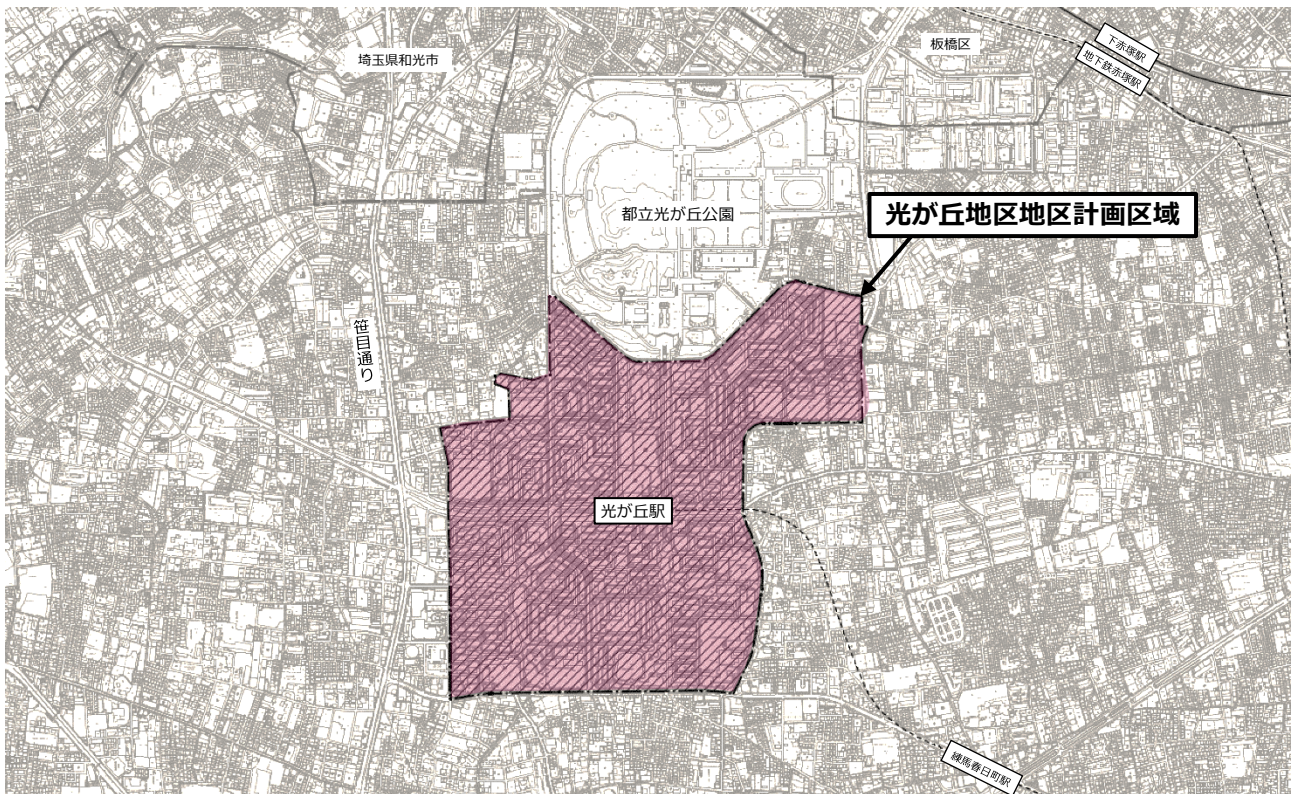 埼玉県和光市
板橋区
下赤塚駅
地下鉄赤塚駅
都立光が丘公園
光が丘地区地区計画区域
笹目通り
光が丘駅
練馬春日町駅